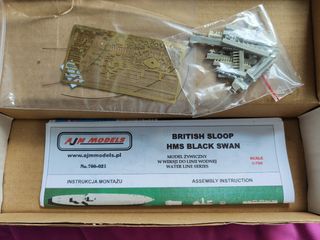 AJM MODELS
www.ajmmodels.pl
No. 700-021
BRITISH SLOOP
HMS BLACK SWAN
MODEL ŻYWICZNY
W WERSJI DO LINII WODNEJ
WATER LINE SERIES
SCALE
1/700
INSTRUKCJA MONTAŻU
ASSEMBLY INSTRUCTION